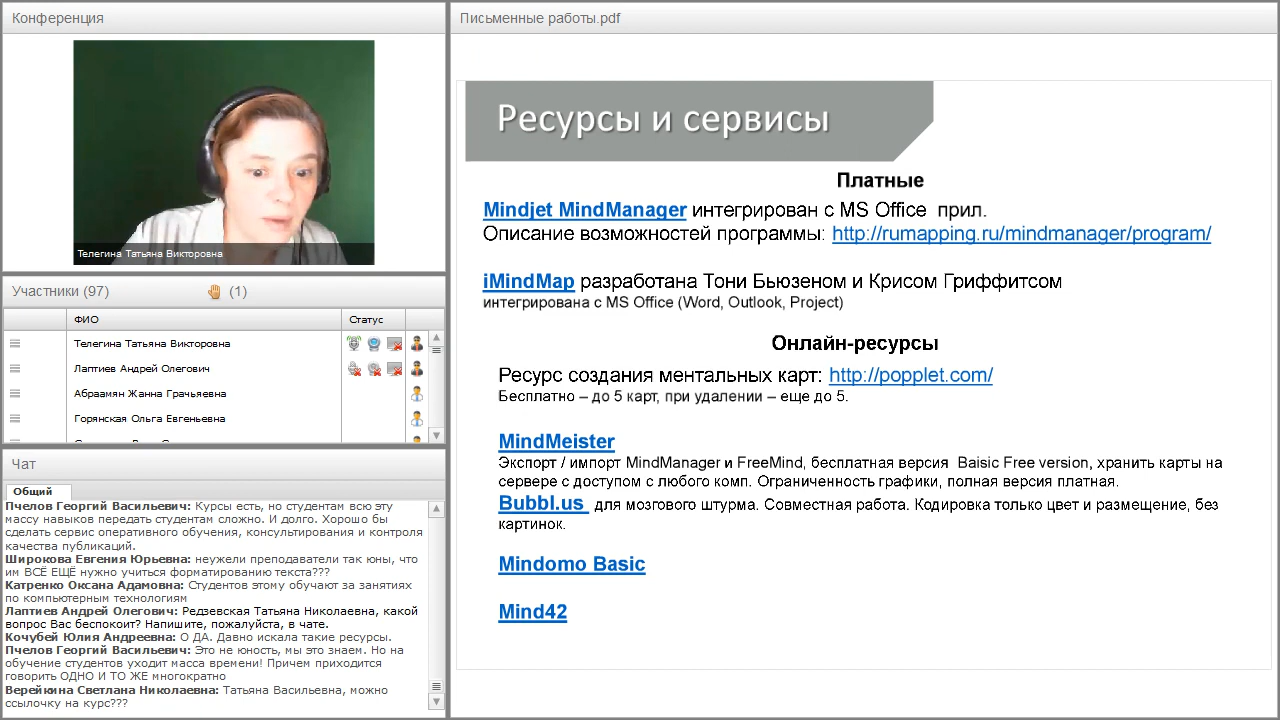 Конференция
Телегина Татьяна Викторовна
Участники (97)
(1)
ФИО
Статус
Телегина Татьяна Викторовна
Лаптиев Андрей Олегович
Абраамян Жанна Грачьяевна
Горянская Ольга Евгеньевна
Чат
Общий
Пчелов Георгий Васильевич: Курсы есть, но студентам всю эту
массу навыков передать студентам сложно. И долго. Хорошо бы
сделать сервис оперативного обучения, консультирования и контроля
качества публикаций.
Широкова Евгения Юрьевна: неужели преподаватели так юны, что
им ВСЁ ЕЩЁ нужно учиться форматированию текста???
Катренко Оксана Адамовна: Студентов этому обучают за занятиях
по компьютерным технологиям
Лаптиев Андрей Олегович: Редзевская Татьяна Николаевна, какой
вопрос Вас беспокоит? Напишите, пожалуйста, в чате.
Кочубей Юлия Андреевна: О ДА. Давно искала такие ресурсы.
Пчелов Георгий Васильевич: Это не юность, мы это знаем. Но на
обучение студентов уходит масса времени! Причем приходится
говорить ОДНО И ТО ЖЕ многократно
Верейкина Светлана Николаевна: Татьяна Васильевна, можно
ссылочку на курс???
Письменные работы.pdf
Ресурсы и сервисы
Платные
Mindjet MindManager интегрирован с MS Office прил.
Описание возможностей программы: http://rumapping.ru/mindmanager/program/
iMindMap разработана Тони Бьюзеном и Крисом Гриффитсом
интегрирована с MS Office (Word, Outlook, Project)
Онлайн-ресурсы
Ресурс создания ментальных карт: http://popplet.com/
Бесплатно – до 5 карт, при удалении – еще до 5.
MindMeister
Экспорт / импорт MindManager и FreeMind, бесплатная версия Baisic Free version, хранить карты на
сервере с доступом с любого комп. Ограниченность графики, полная версия платная.
Bubbl.us для мозгового штурма. Совместная работа. Кодировка только цвет и размещение, без
картинок.
Mindomo Basic
Mind42